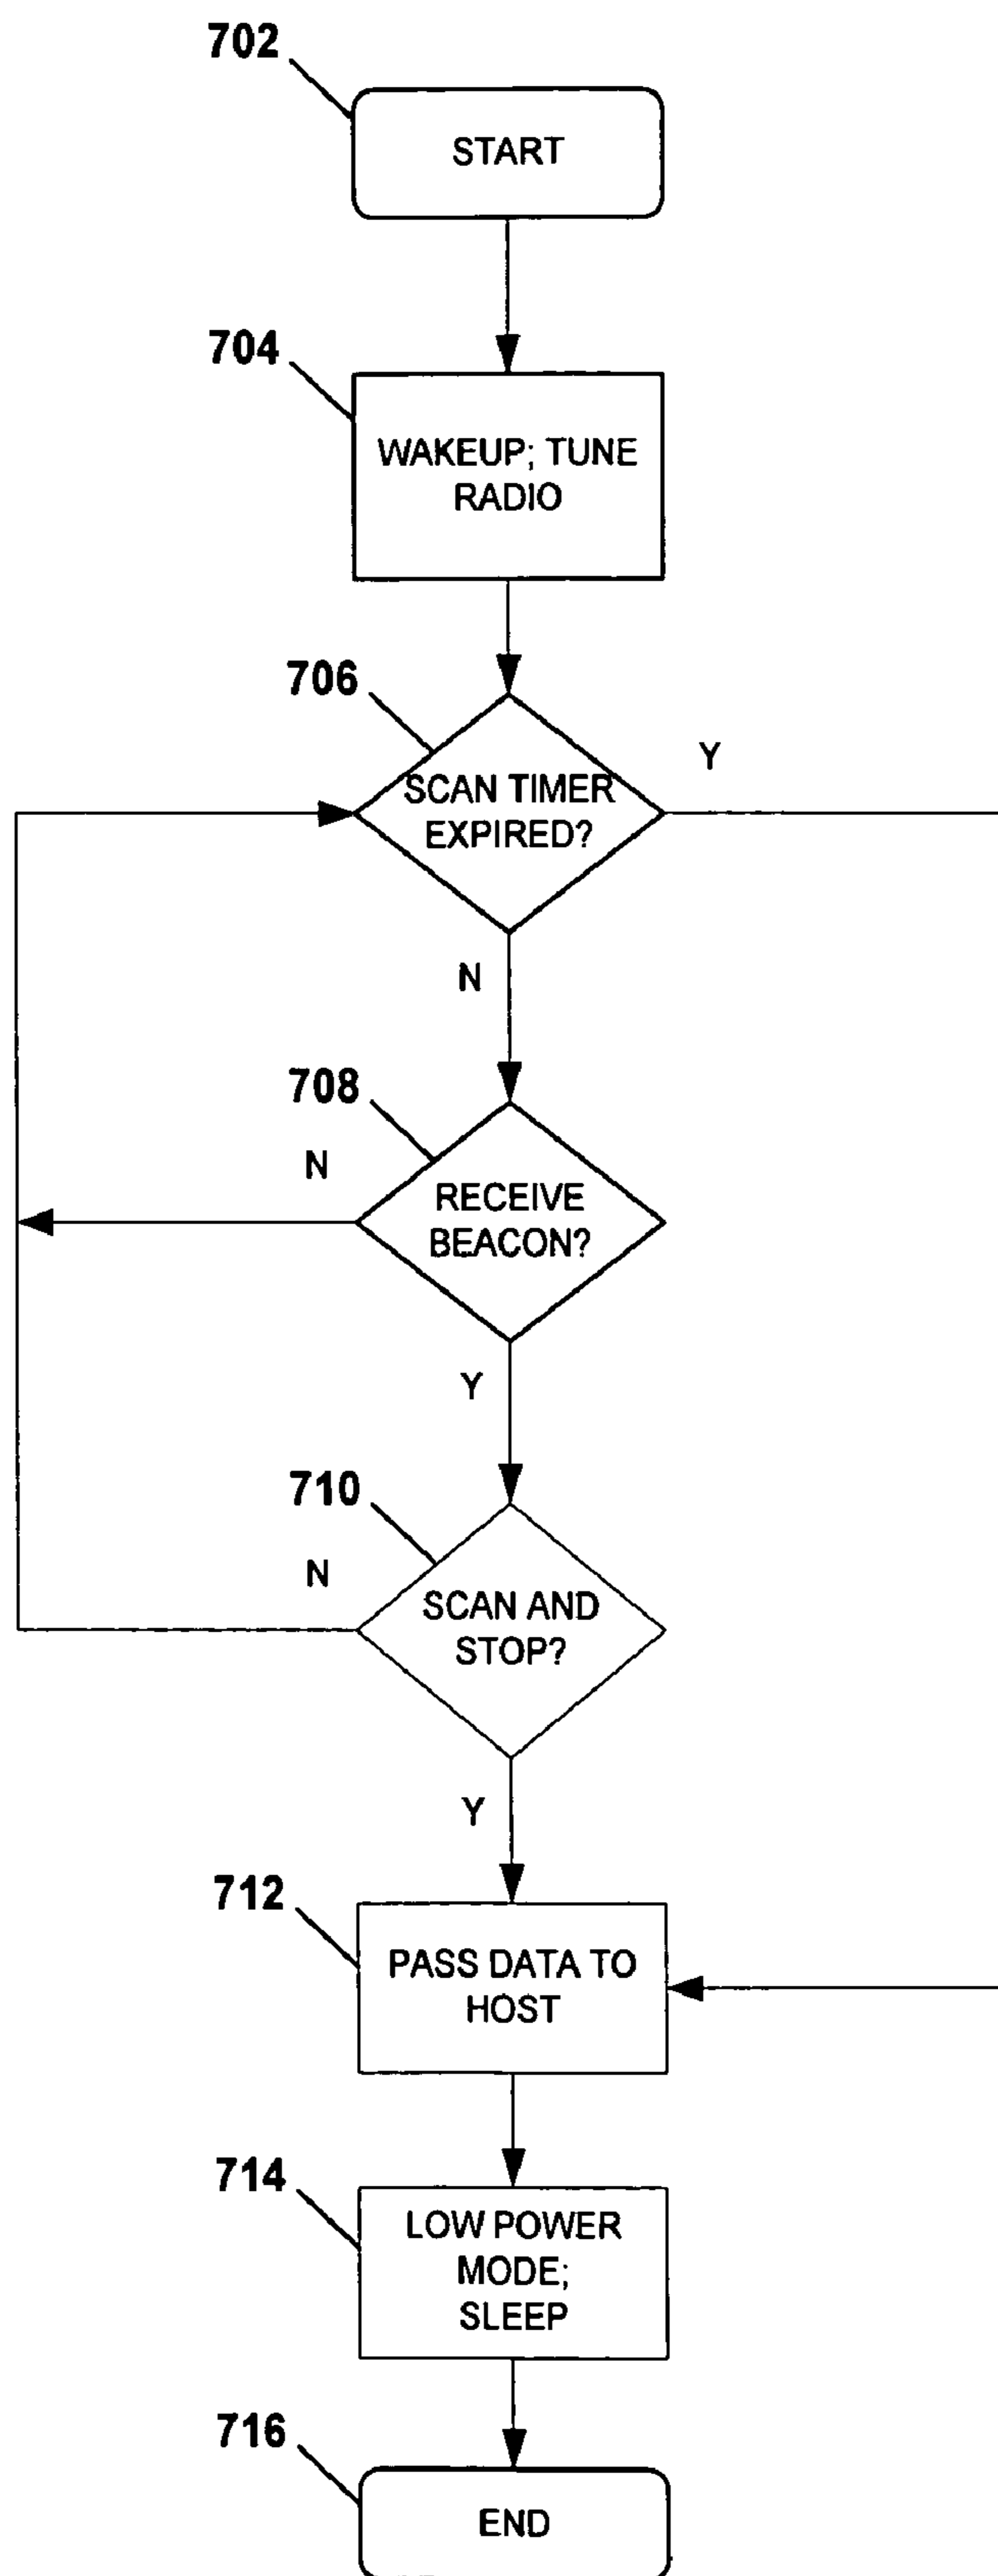 702
START
704
WAKEUP; TUNE
RADIO
706
SCAN TIMER
EXPIRED?
Y
N
708
N
RECEIVE
BEACON?
Y
710
N
SCAN AND
STOP?
Y
712
PASS DATA TO
HOST
714
LOW POWER
MODE;
SLEEP
716
END